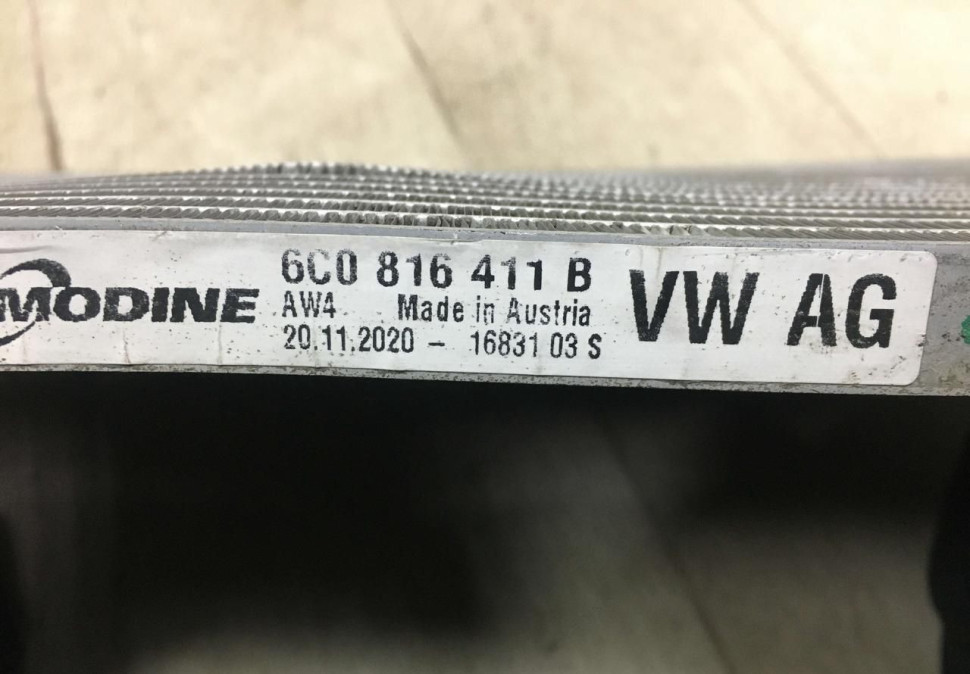 MODINE
6C0 816 411 B
AW4 Made in Austria
20.11.2020 - 16831 03 S
VW AG